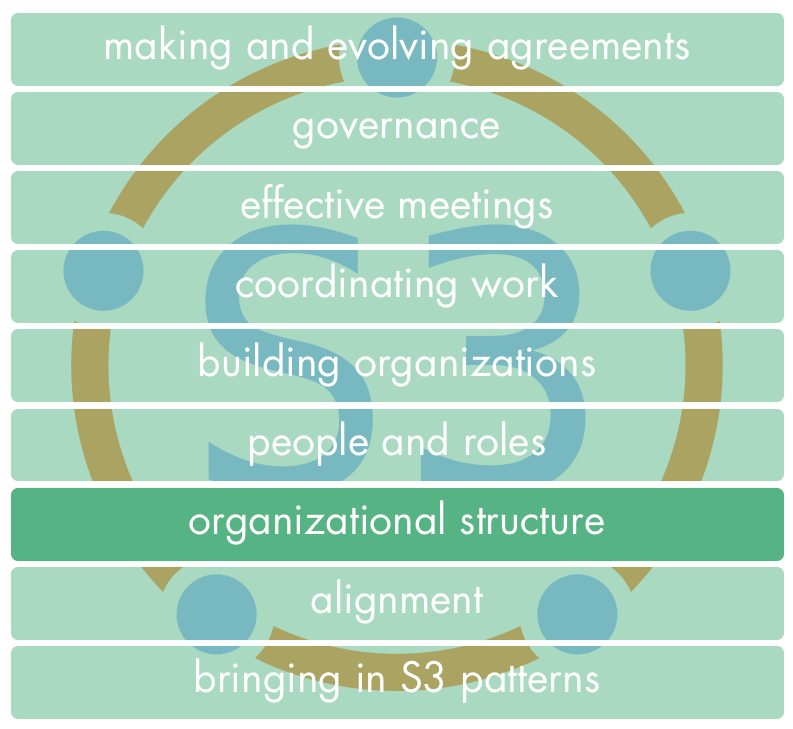 making and evolving agreements
governance
effective meetings
S3
coordinating work
building organizations
people and roles
organizational structure
alignment
bringing in S3 patterns